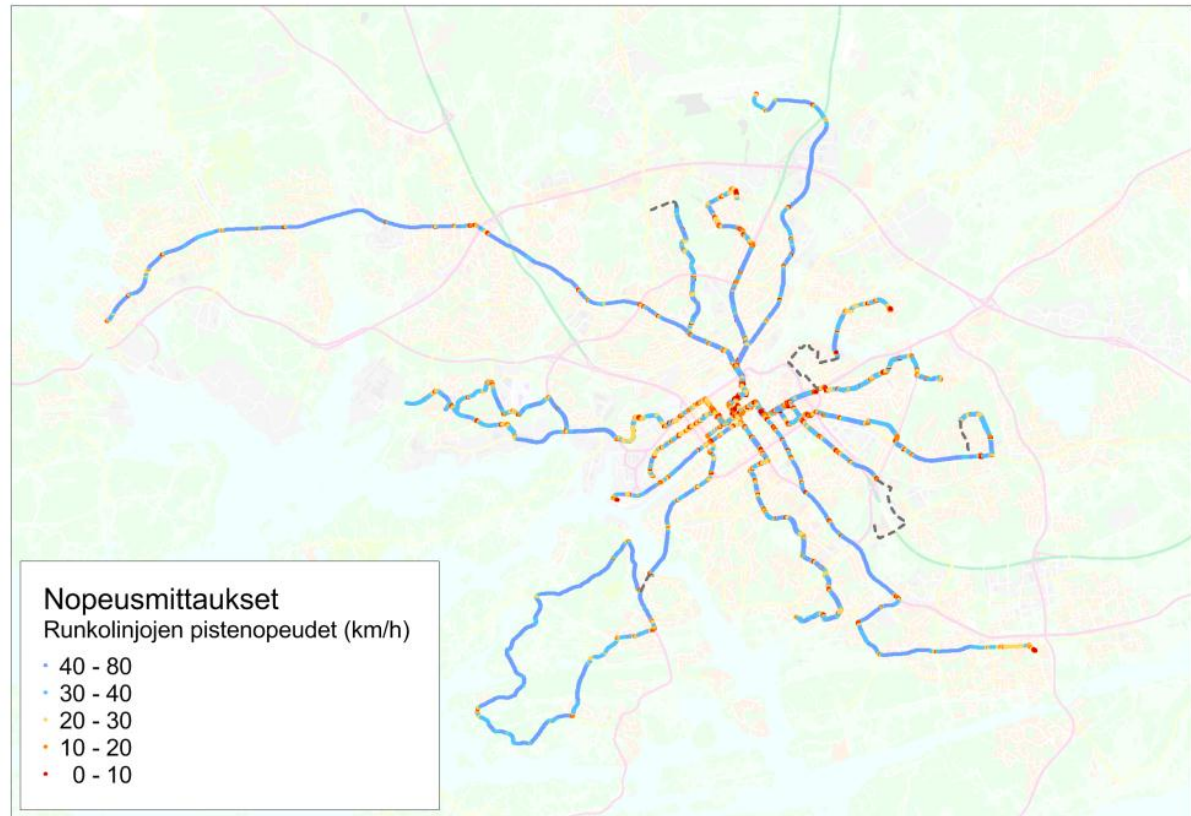 Nopeusmittaukset
Runkolinjojen pistenopeudet (km/h)
40 - 80
30 - 40
20 - 30
10 - 20
0 - 10